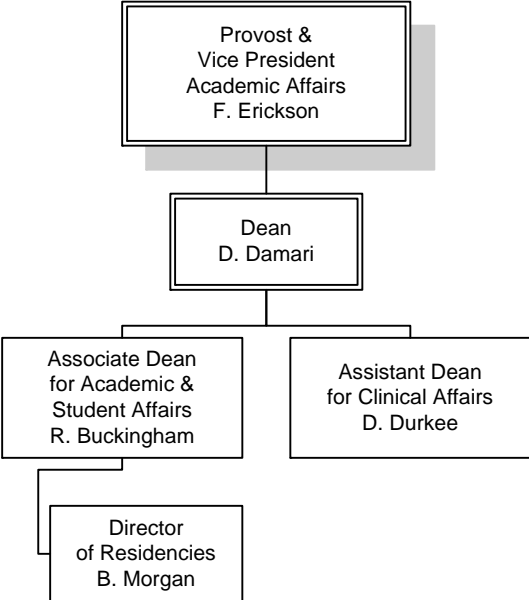 Provost &
Vice President
Academic Affairs
F. Erickson
Dean
D. Damari
Associate Dean
for Academic &
Student Affairs
R. Buckingham
Assistant Dean
for Clinical Affairs
D. Durkee
Director
of Residencies
B. Morgan